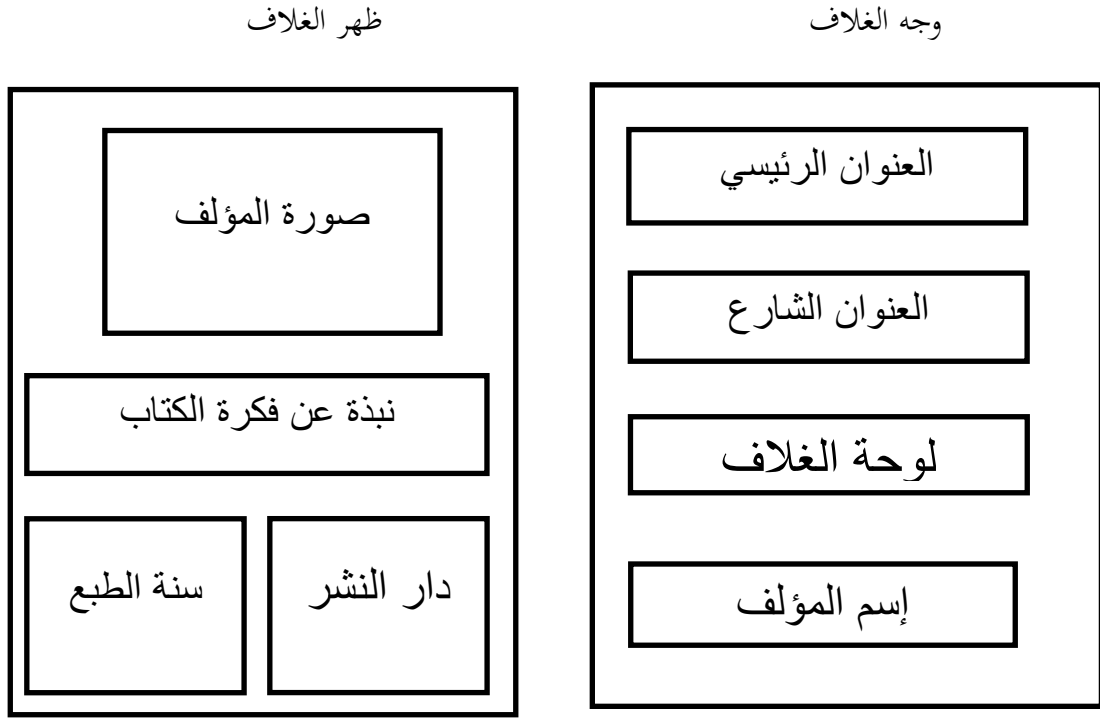 وجه الغلاف
العنوان الرئيسي
العنوان الشارع
لوحة الغلاف
إسم المؤلف
ظهر الغلاف
صورة المؤلف
نبذة عن فكرة الكتاب
دار النشر
سنة الطبع